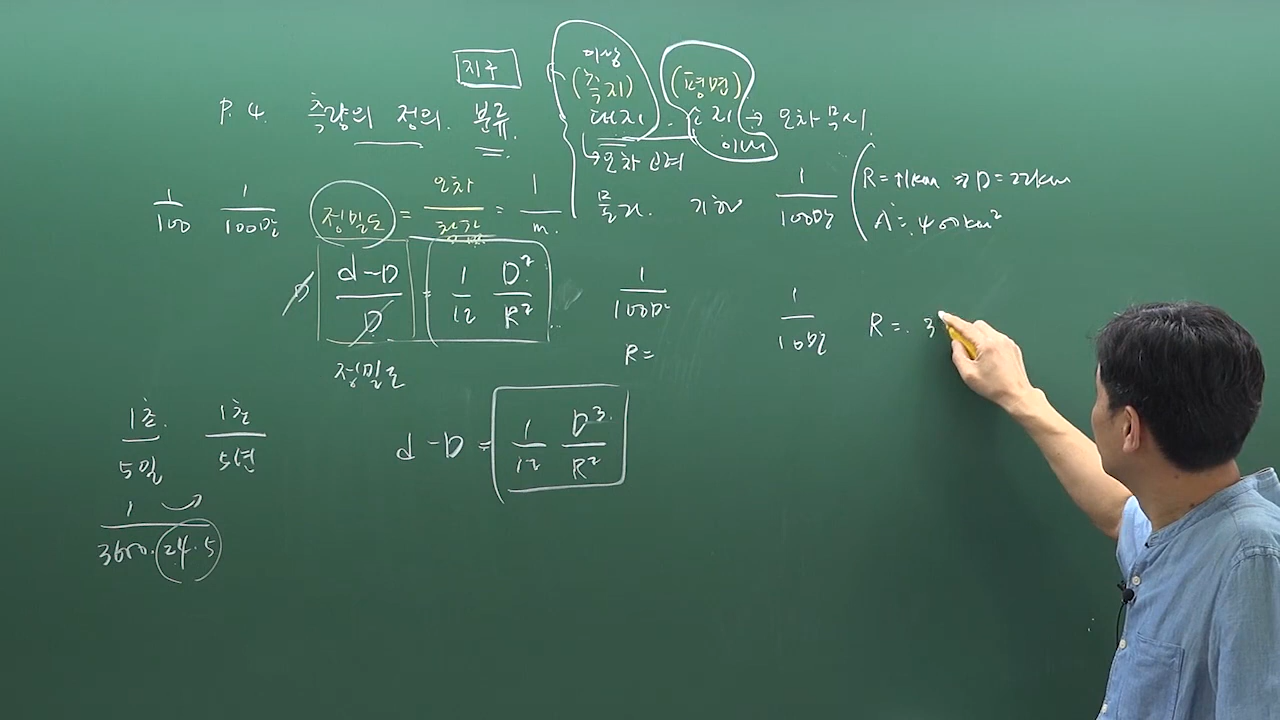 지구
이상
(측지) (평면)
P. 4. 측량의 정의. 분류.
대지. 소지 → 오차 무시.
이내
↳ 오차 고려
1/100 1/100만 정밀도 = 오차/ = 1/m.
물리. 기하 1/100만
R = 11km ⇒ D = 22km
A = 400km²
d-D/D = 1/12 D²/R²
정밀도
1/100만
R =
1/10만 R = 3
1초/5일 1초/5년
1/3600·24·5
d-D = 1/12 D³/R²